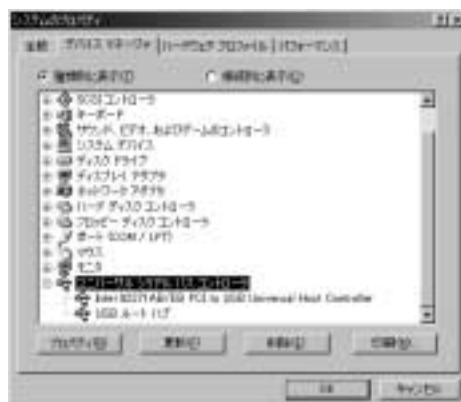 システムのプロパティ
全般 デバイス マネージャ ハードウェア プロファイル パフォーマンス
種類別に表示(T) 接続別に表示(C)
SCSI コントローラ
キーボード
サウンド、ビデオ、およびゲームのコントローラ
システム デバイス
ディスク ドライブ
ディスプレイ アダプタ
ネットワーク アダプタ
ハード ディスク コントローラ
フロッピー ディスク コントローラ
ポート (COM / LPT)
マウス
モニタ
ユニバーサル シリアル バス コントローラ
Intel 82371AB/EB PCI to USB Universal Host Controller
USB ルート ハブ
プロパティ(R) 更新(F) 削除(E) 印刷(N)...
OK キャンセル